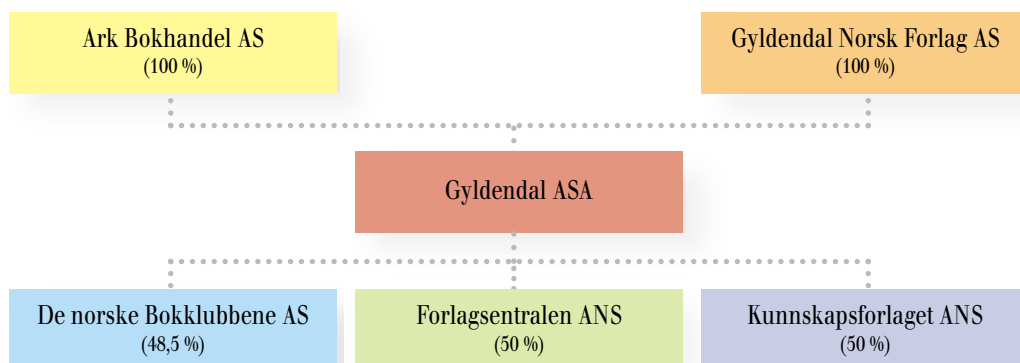 Ark Bokhandel AS
(100 %)
Gyldendal Norsk Forlag AS
(100 %)
Gyldendal ASA
De norske Bokklubbene AS
(48,5 %)
Forlagsentralen ANS
(50 %)
Kunnskapsforlaget ANS
(50 %)